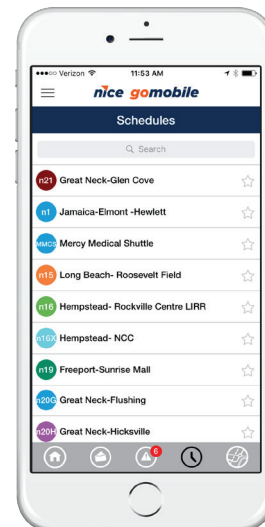 Verizon 11:53 AM
nice gomobile
Schedules
Search
n21 Great Neck-Glen Cove
n1 Jamaica-Elmont -Hewlett
MMCS Mercy Medical Shuttle
n15 Long Beach- Roosevelt Field
n16 Hempstead- Rockville Centre LIRR
n16X Hempstead- NCC
n19 Freeport-Sunrise Mall
n20G Great Neck-Flushing
n20H Great Neck-Hicksville
6